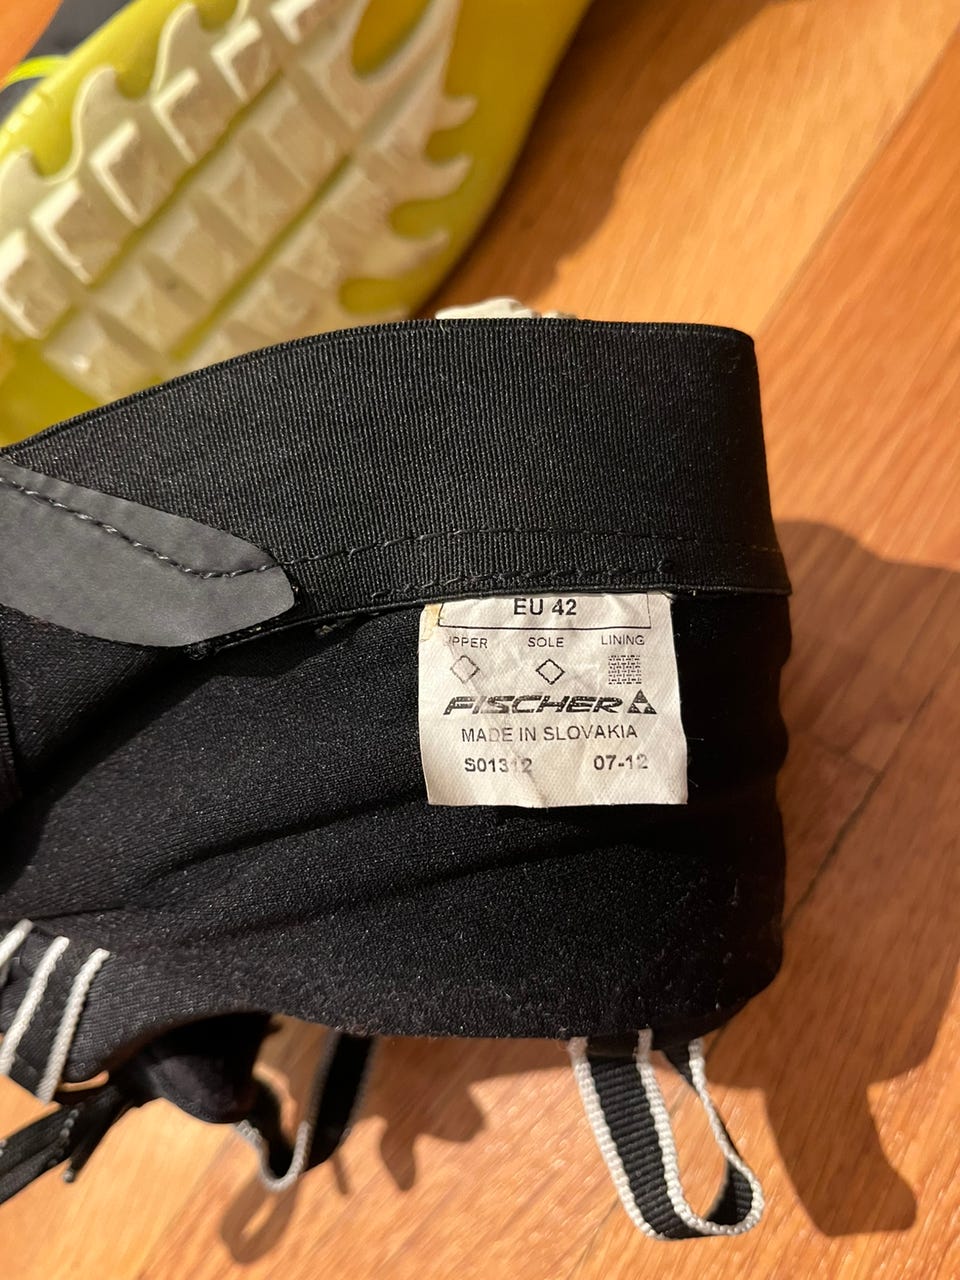 EU 42
UPPER SOLE LINING
FISCHER
MADE IN SLOVAKIA
S01312 07-12